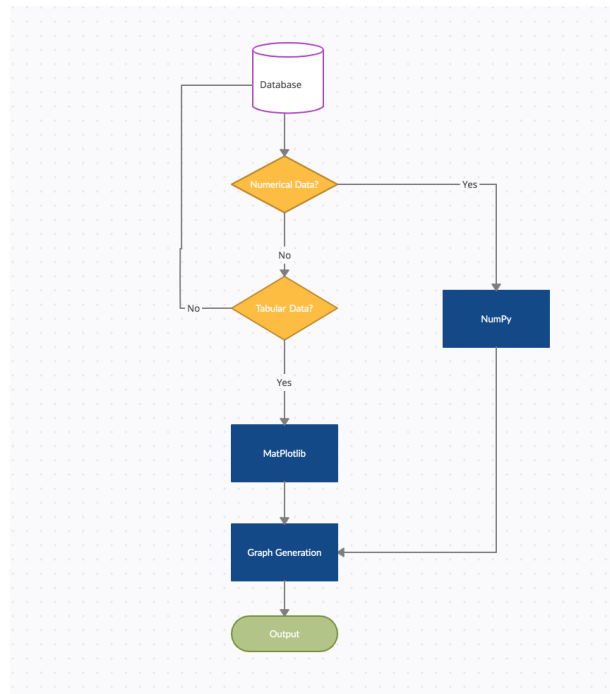 Database
Numerical Data?
Yes
No
Tabular Data?
No
NumPy
Yes
MatPlotlib
Graph Generation
Output